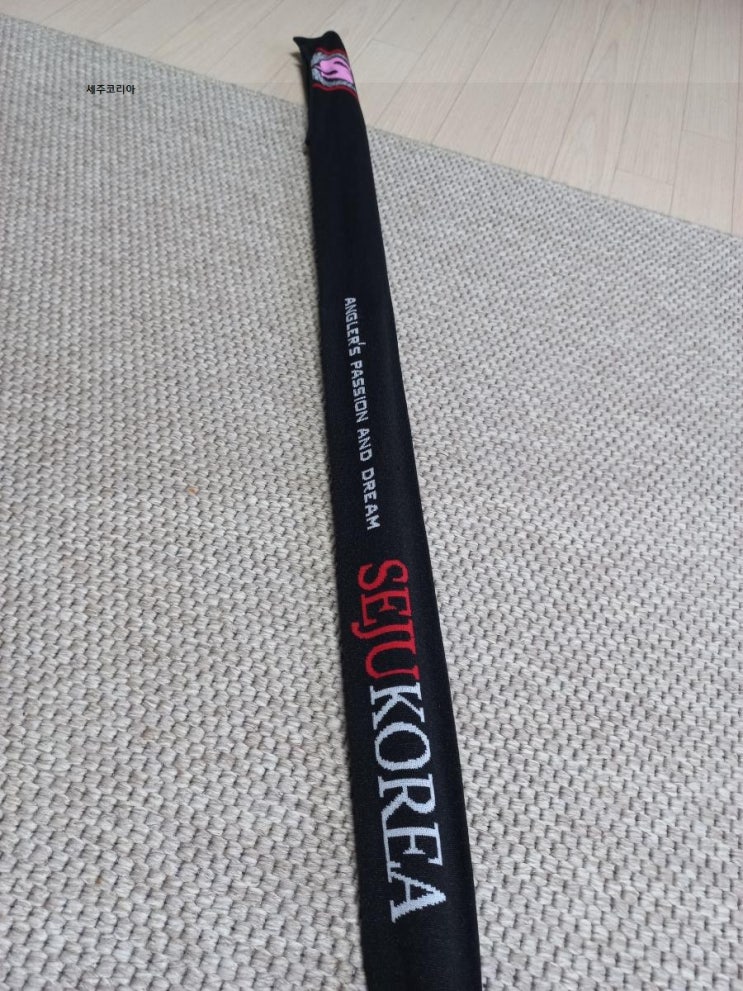 세주코리아
ANGLER'S PASSION AND DREAM
SEJUKOREA